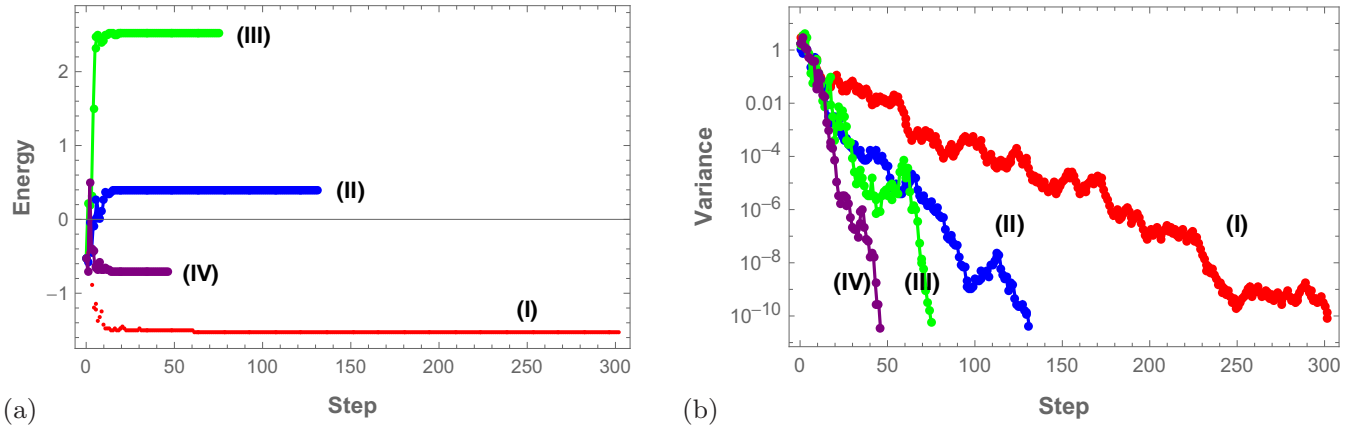 (III)
2
1
(II)
0
(IV)
−1
(I)
Energy
0
50
100
150
200
250
300
Step
(a)
1
0.01
10⁻⁴
10⁻⁶
10⁻⁸
10⁻¹⁰
Variance
(I)
(II)
(IV)
(III)
0
50
100
150
200
250
300
Step
(b)